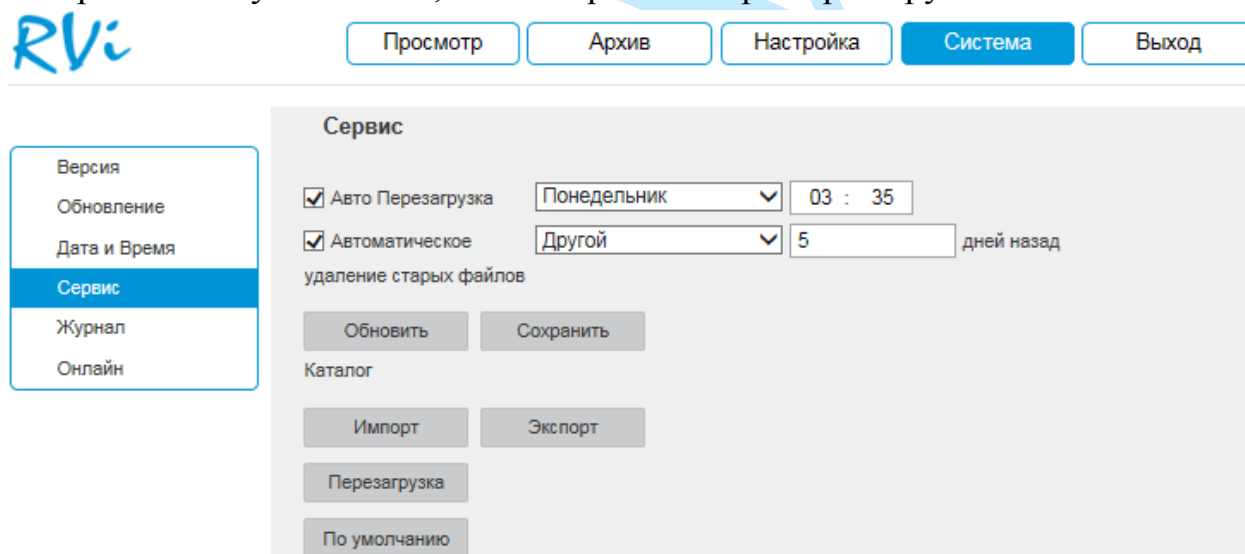 RVi
Просмотр Архив Настройка Система Выход
Сервис
Версия
Обновление
Дата и Время
Сервис
Журнал
Онлайн
Авто Перезагрузка Понедельник 03 : 35
Автоматическое Другой 5 дней назад
удаление старых файлов
Обновить Сохранить
Каталог
Импорт Экспорт
Перезагрузка
По умолчанию